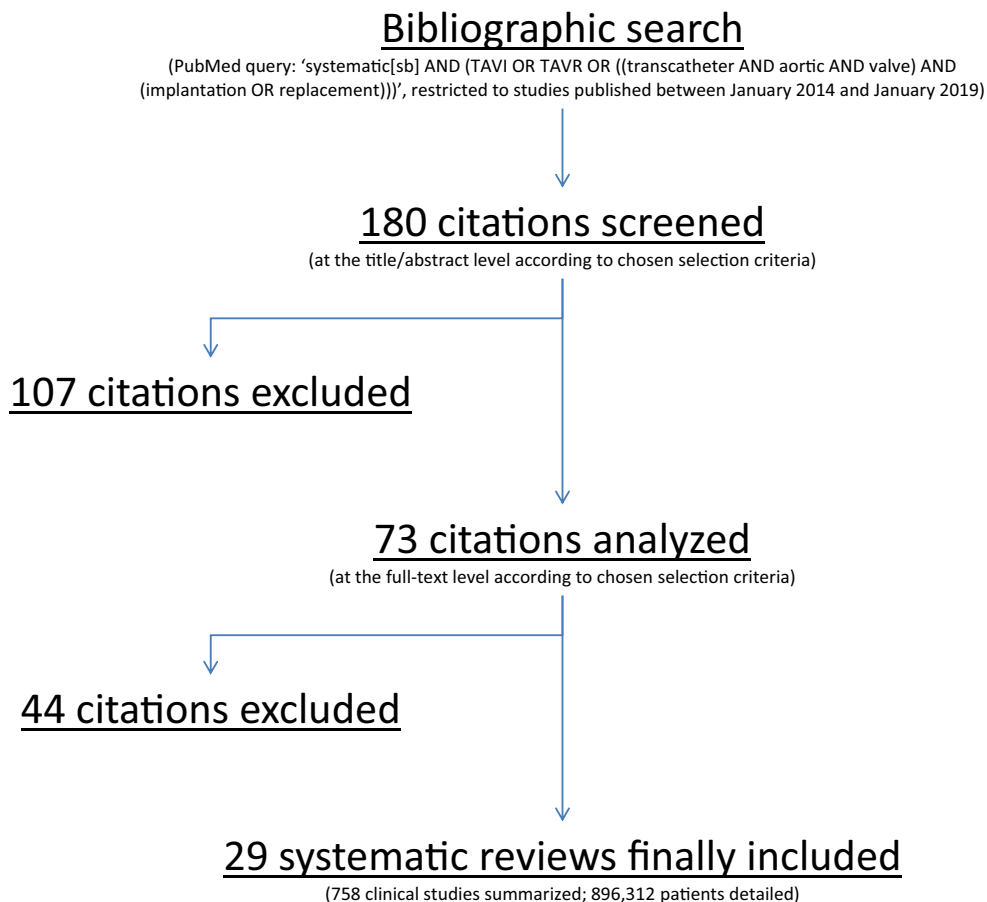 Bibliographic search
(PubMed query: ‘systematic[sb] AND (TAVI OR TAVR OR ((transcatheter AND aortic AND valve) AND
(implantation OR replacement)))’, restricted to studies published between January 2014 and January 2019)
180 citations screened
(at the title/abstract level according to chosen selection criteria)
107 citations excluded
73 citations analyzed
(at the full-text level according to chosen selection criteria)
44 citations excluded
29 systematic reviews finally included
(758 clinical studies summarized; 896,312 patients detailed)